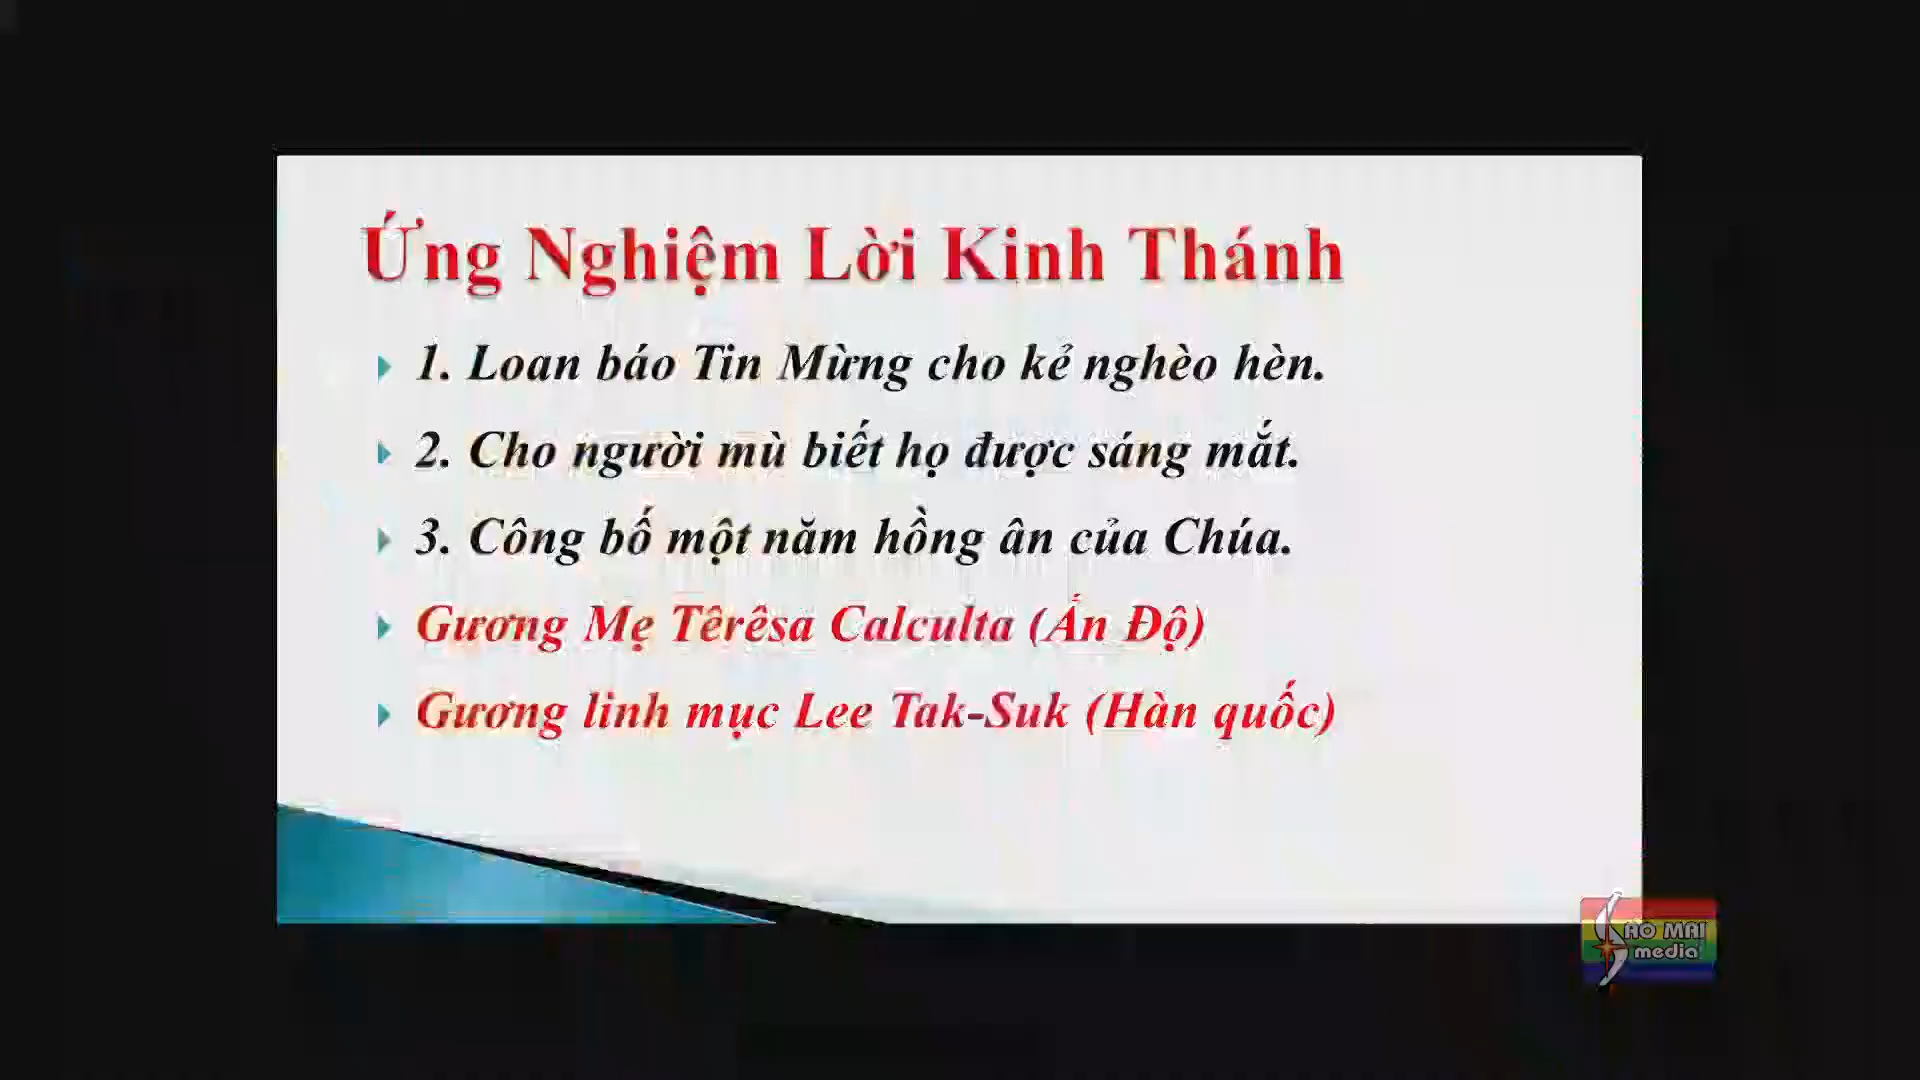 Ứng Nghiệm Lời Kinh Thánh
1. Loan báo Tin Mừng cho kẻ nghèo hèn.
2. Cho người mù biết họ được sáng mắt.
3. Công bố một năm hồng ân của Chúa.
Gương Mẹ Têrêsa Calculta (Ấn Độ)
Gương linh mục Lee Tak-Suk (Hàn quốc)
SAO MAI
media